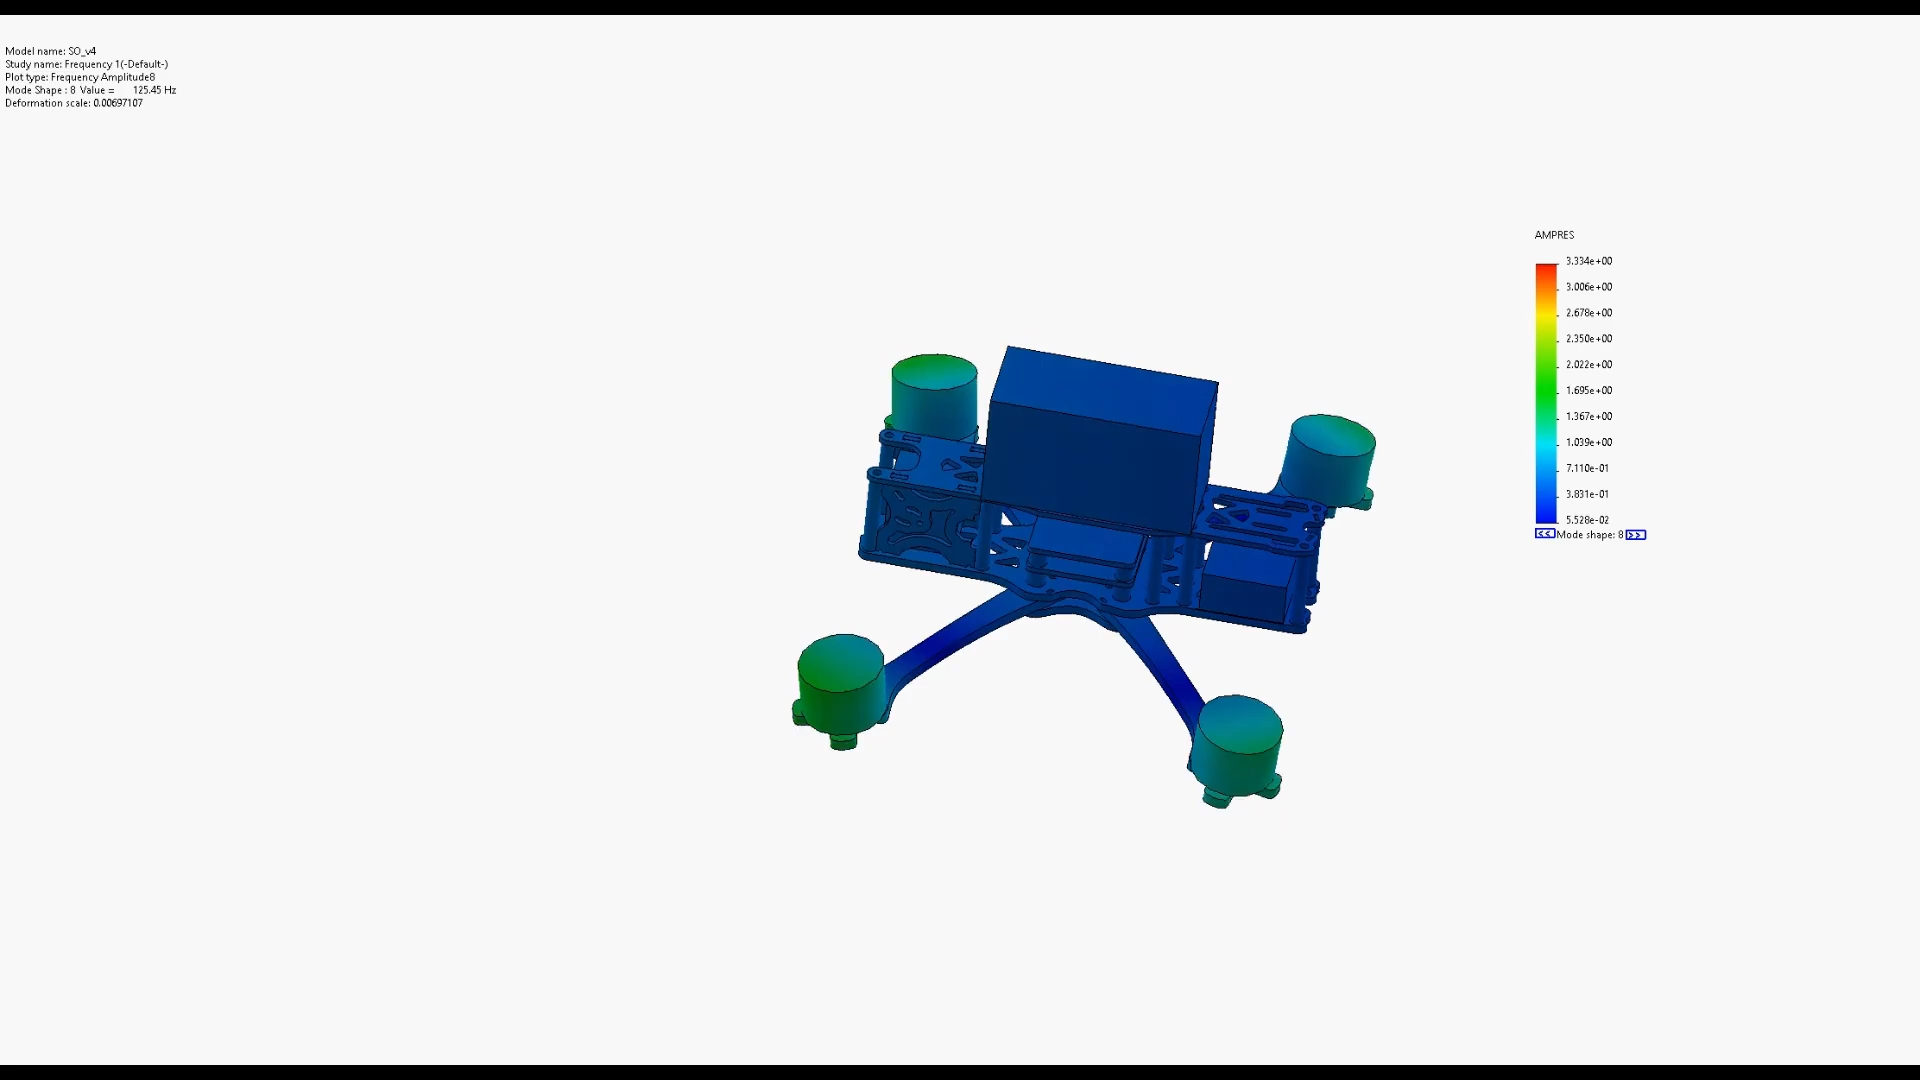 Model name: SO_v4
Study name: Frequency 1(-Default-)
Plot type: Frequency Amplitude8
Mode Shape : 8 Value = 125.45 Hz
Deformation scale: 0.00697107
AMPRES
3.334e+00
3.006e+00
2.678e+00
2.350e+00
2.022e+00
1.695e+00
1.367e+00
1.039e+00
7.110e-01
3.831e-01
5.528e-02
<< Mode shape: 8 >>